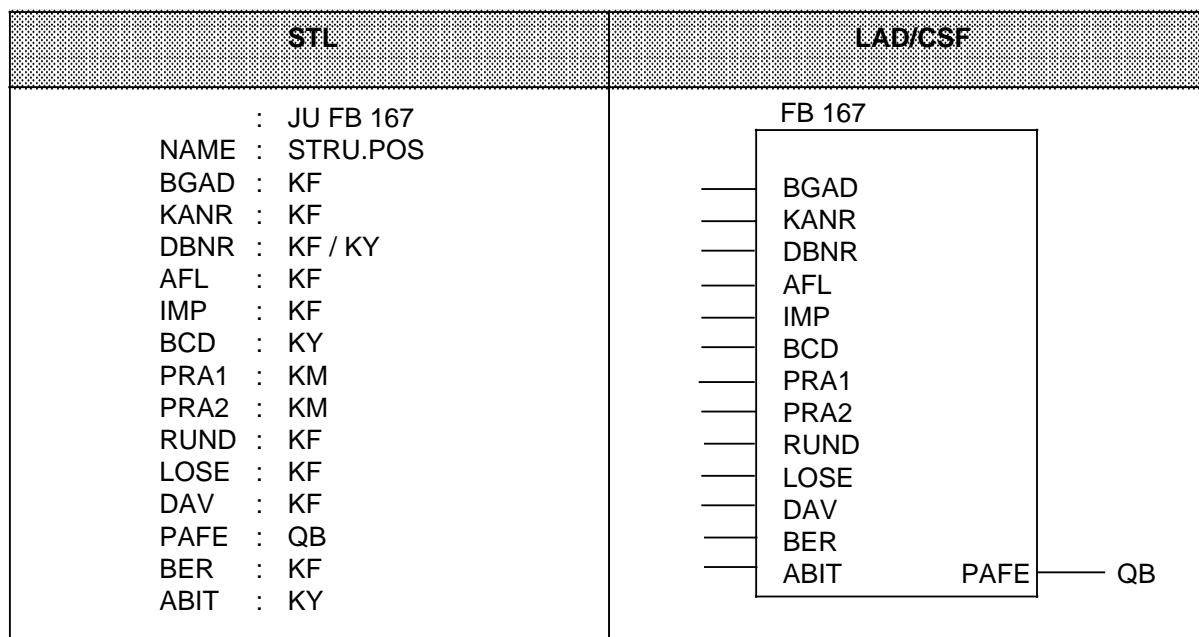 STL
LAD/CSF
: JU FB 167
NAME : STRU.POS
BGAD : KF
KANR : KF
DBNR : KF / KY
AFL : KF
IMP : KF
BCD : KY
PRA1 : KM
PRA2 : KM
RUND : KF
LOSE : KF
DAV : KF
PAFE : QB
BER : KF
ABIT : KY
FB 167
BGAD
KANR
DBNR
AFL
IMP
BCD
PRA1
PRA2
RUND
LOSE
DAV
BER
ABIT PAFE QB